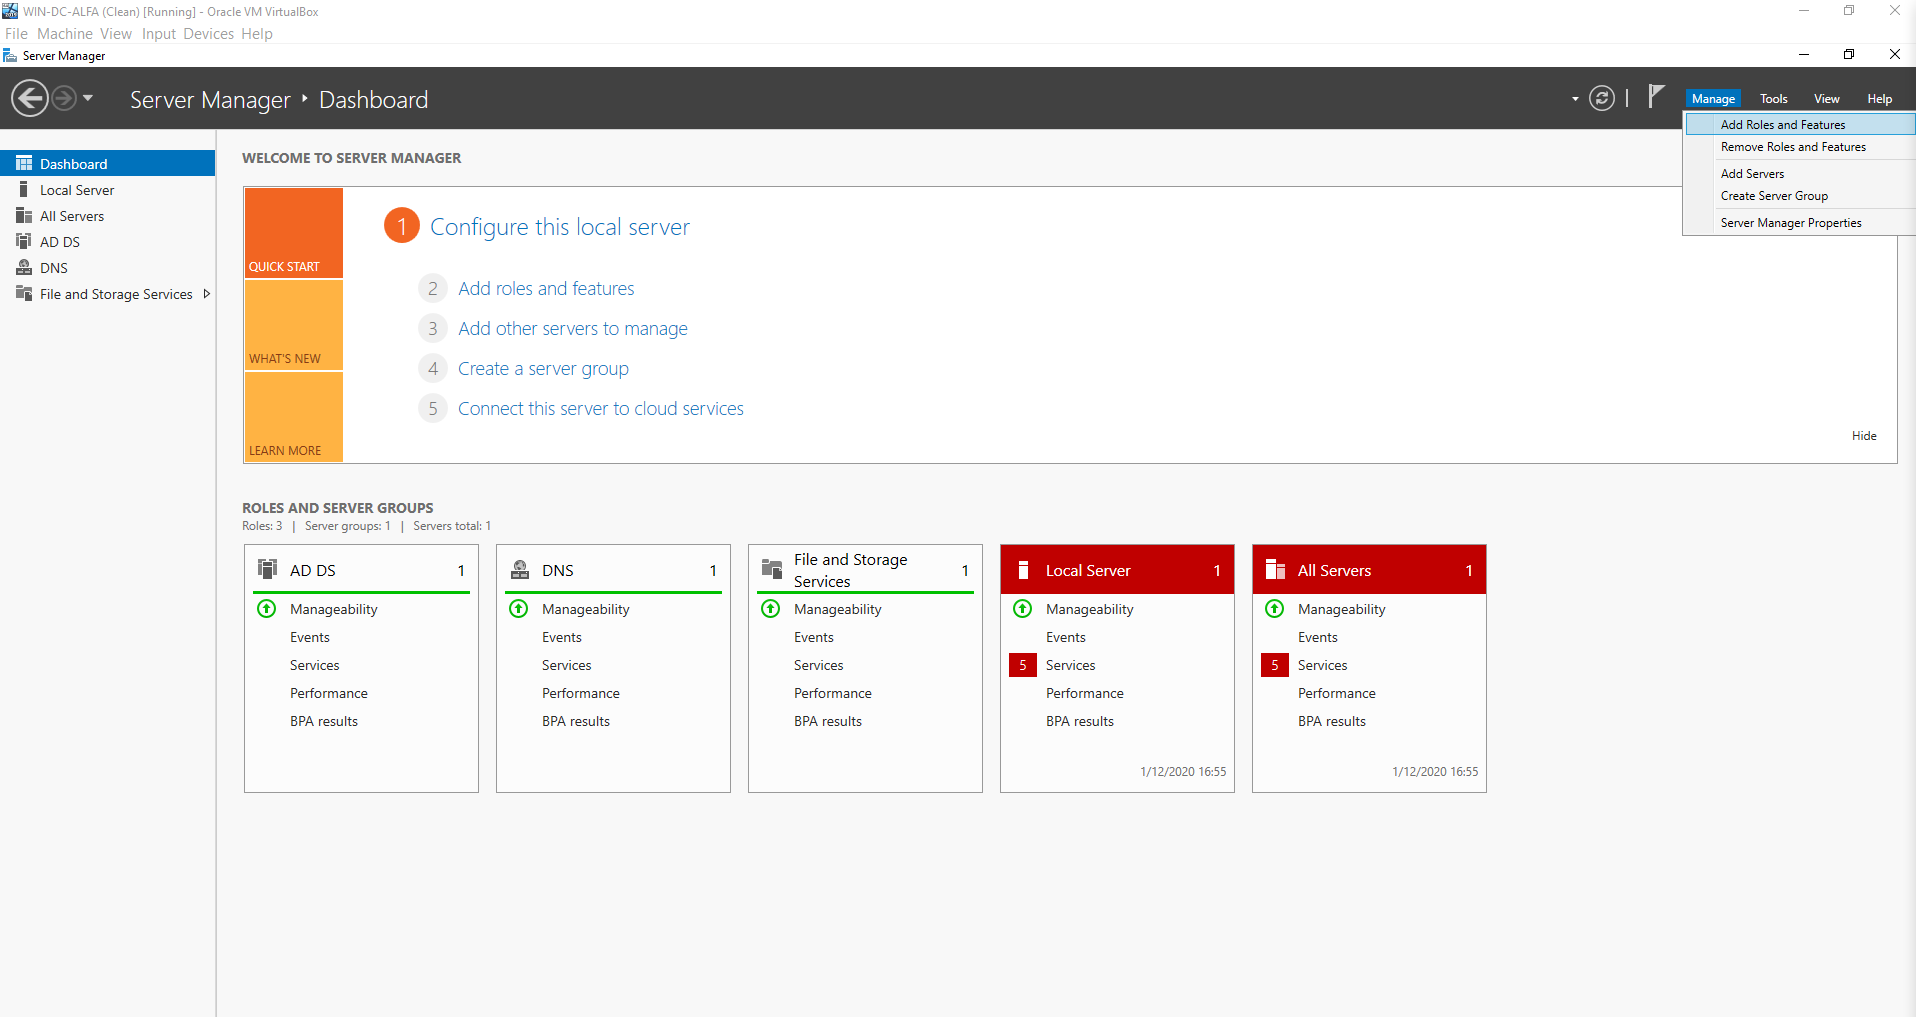 WIN-DC-ALFA (Clean) [Running] - Oracle VM VirtualBox
File Machine View Input Devices Help
Server Manager
Server Manager ‣ Dashboard
Manage Tools View Help
Add Roles and Features
Remove Roles and Features
Add Servers
Create Server Group
Server Manager Properties
Dashboard
Local Server
All Servers
AD DS
DNS
File and Storage Services
WELCOME TO SERVER MANAGER
QUICK START
WHAT'S NEW
LEARN MORE
1 Configure this local server
2 Add roles and features
3 Add other servers to manage
4 Create a server group
5 Connect this server to cloud services
Hide
ROLES AND SERVER GROUPS
Roles: 3 | Server groups: 1 | Servers total: 1
AD DS 1
Manageability
Events
Services
Performance
BPA results
DNS 1
Manageability
Events
Services
Performance
BPA results
File and Storage
Services 1
Manageability
Events
Services
Performance
BPA results
Local Server 1
Manageability
Events
5 Services
Performance
BPA results
1/12/2020 16:55
All Servers 1
Manageability
Events
5 Services
Performance
BPA results
1/12/2020 16:55